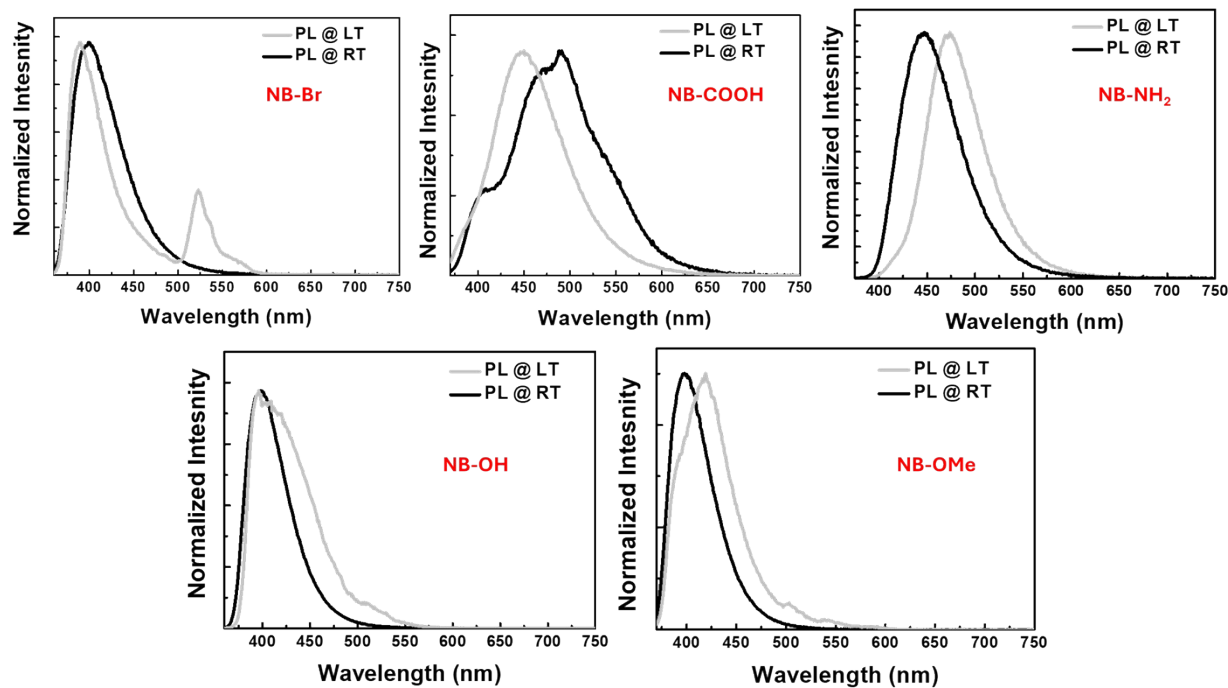 Normalized Intesnity
PL @ LT
PL @ RT
NB-Br
400 450 500 550 600 650 700 750
Wavelength (nm)
Normalized Intesnity
PL @ LT
PL @ RT
NB-COOH
400 450 500 550 600 650 700 750
Wavelength (nm)
Normalized Intesnity
PL @ LT
PL @ RT
NB-NH₂
400 450 500 550 600 650 700 750
Wavelength (nm)
Normalized Intesnity
PL @ LT
PL @ RT
NB-OH
400 450 500 550 600 650 700 750
Wavelength (nm)
Normalized Intesnity
PL @ LT
PL @ RT
NB-OMe
400 450 500 550 600 650 700 750
Wavelength (nm)